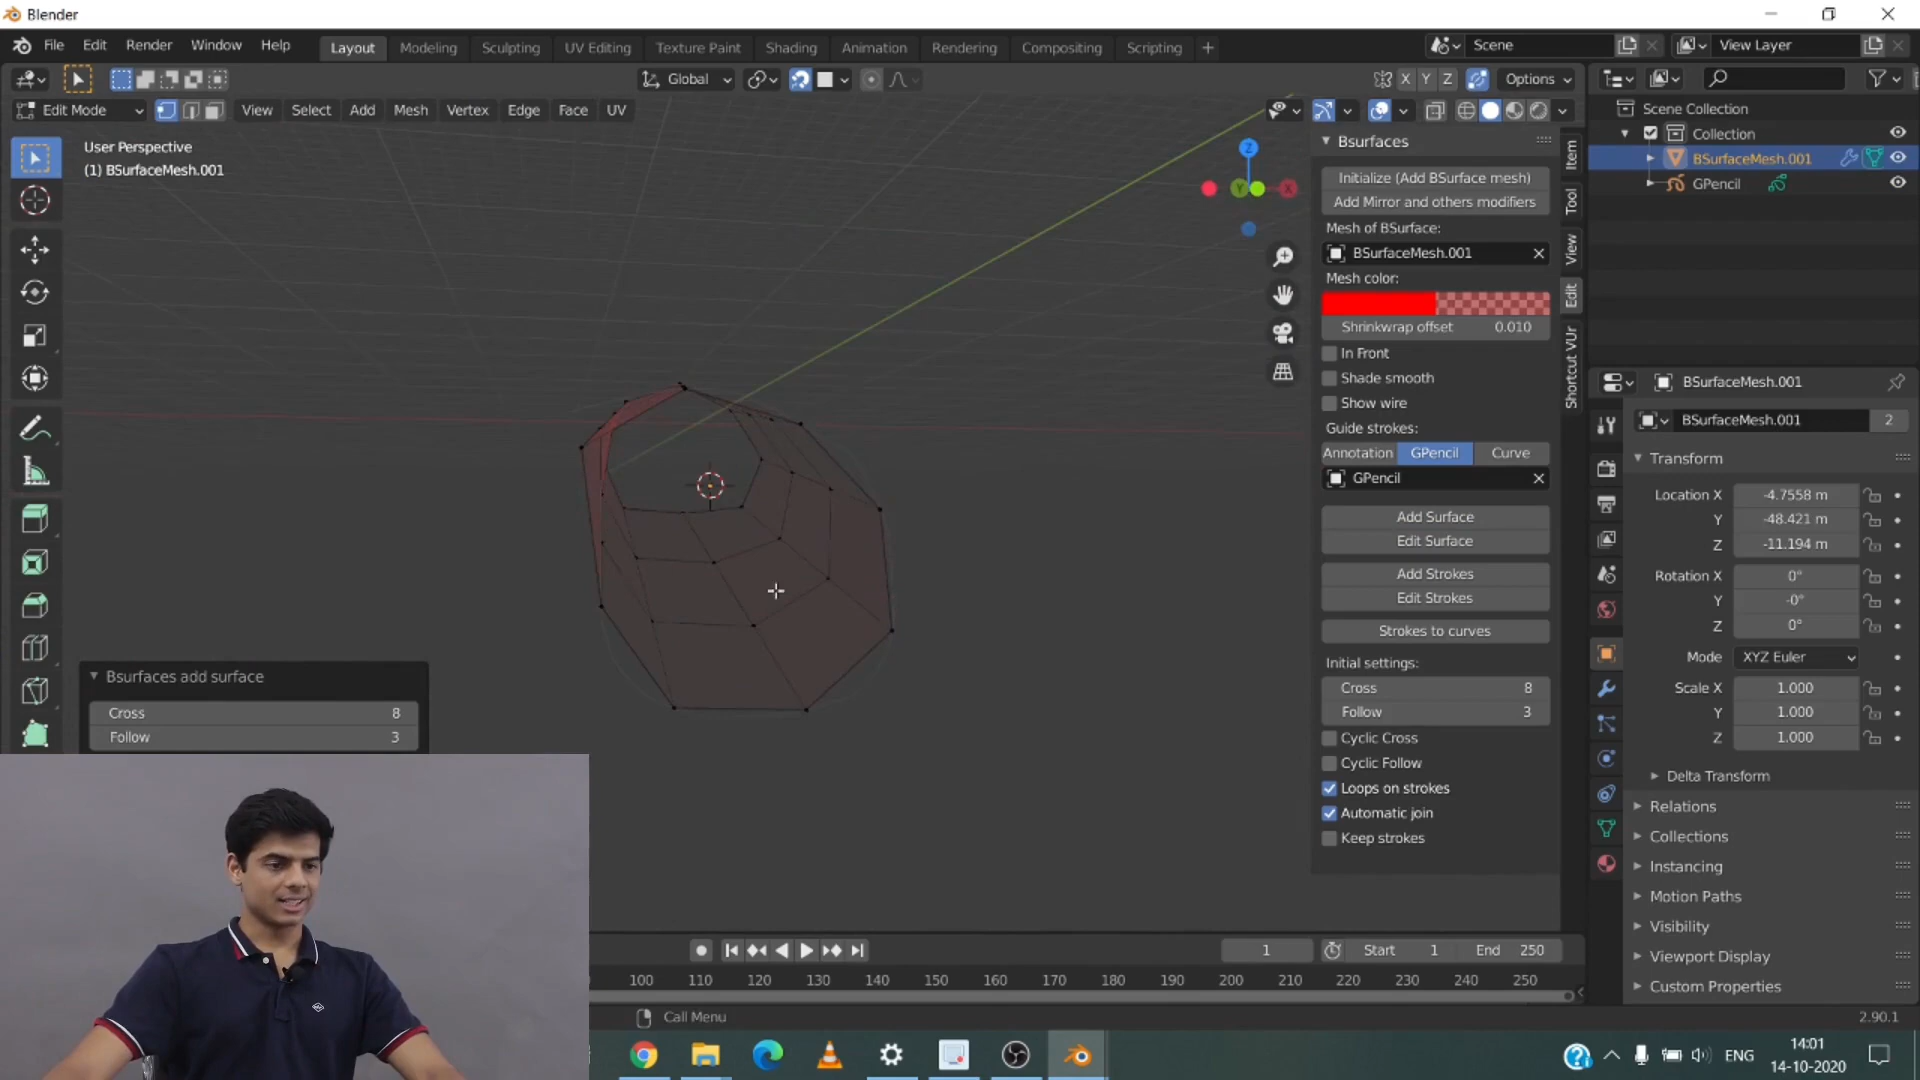 Blender
File Edit Render Window Help
Layout Modeling Sculpting UV Editing Texture Paint Shading Animation Rendering Compositing Scripting +
Scene
View Layer
Global
X Y Z
Options
Edit Mode
View Select Add Mesh Vertex Edge Face UV
User Perspective
(1) BSurfaceMesh.001
Z
Y
X
Bsurfaces add surface
Cross 8
Follow 3
Bsurfaces
Initialize (Add BSurface mesh)
Add Mirror and others modifiers
Mesh of BSurface:
BSurfaceMesh.001
Mesh color:
Shrinkwrap offset 0.010
In Front
Shade smooth
Show wire
Guide strokes:
Annotation GPencil Curve
GPencil
Add Surface
Edit Surface
Add Strokes
Edit Strokes
Strokes to curves
Initial settings:
Cross 8
Follow 3
Cyclic Cross
Cyclic Follow
Loops on strokes
Automatic join
Keep strokes
Item
Tool
View
Edit
Shortcut VUr
Scene Collection
Collection
BSurfaceMesh.001
GPencil
BSurfaceMesh.001
BSurfaceMesh.001 2
Transform
Location X -4.7558 m
Y -48.421 m
Z -11.194 m
Rotation X 0°
Y -0°
Z 0°
Mode XYZ Euler
Scale X 1.000
Y 1.000
Z 1.000
Delta Transform
Relations
Collections
Instancing
Motion Paths
Visibility
Viewport Display
Custom Properties
1 Start 1 End 250
100 110 120 130 140 150 160 170 180 190 200 210 220 230 240 250
Call Menu
2.90.1
ENG
14:01
14-10-2020